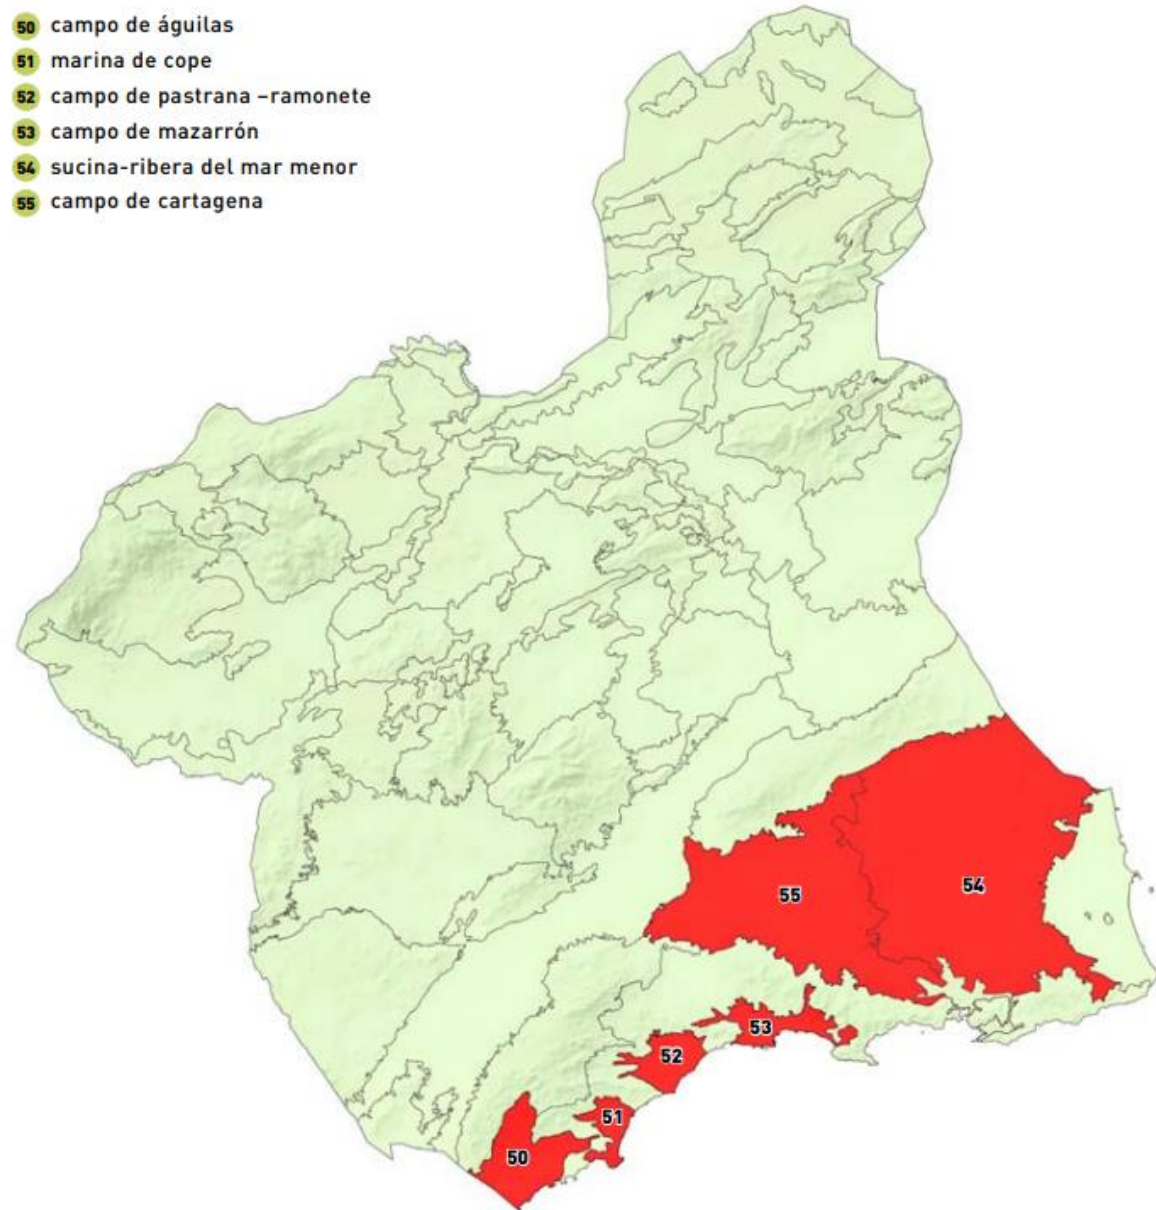 50 campo de águilas
51 marina de cope
52 campo de pastrana –ramonete
53 campo de mazarrón
54 sucina-ribera del mar menor
55 campo de cartagena
55
54
53
52
51
50